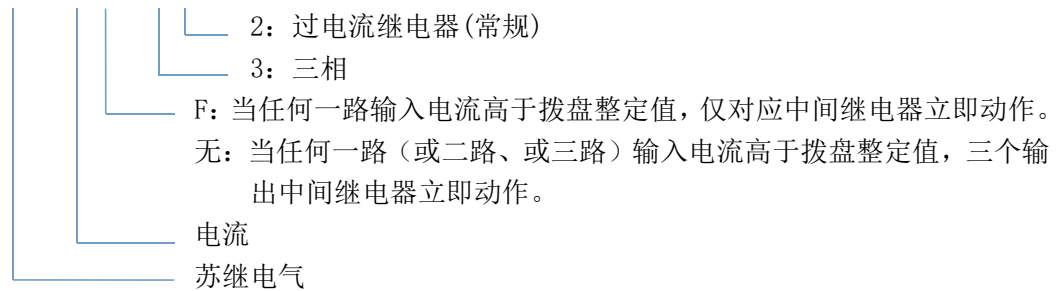 2：过电流继电器(常规)
3：三相
F：当任何一路输入电流高于拨盘整定值，仅对应中间继电器立即动作。
无：当任何一路（或二路、或三路）输入电流高于拨盘整定值，三个输
出中间继电器立即动作。
电流
苏继电气